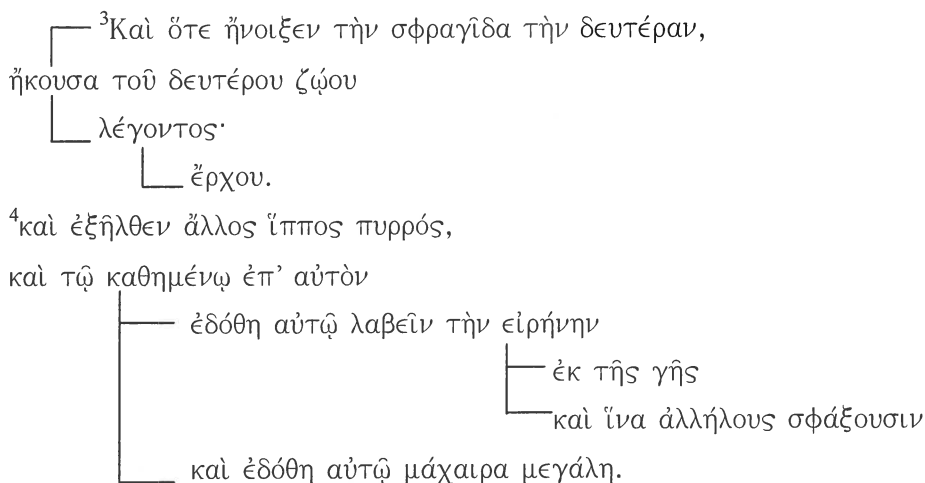 ³Καὶ ὅτε ἤνοιξεν τὴν σφραγῖδα τὴν δευτέραν,
ἤκουσα τοῦ δευτέρου ζῴου
λέγοντος·
ἔρχου.
⁴καὶ ἐξῆλθεν ἄλλος ἵππος πυρρός,
καὶ τῷ καθημένῳ ἐπ' αὐτὸν
ἐδόθη αὐτῷ λαβεῖν τὴν εἰρήνην
ἐκ τῆς γῆς
καὶ ἵνα ἀλλήλους σφάξουσιν
καὶ ἐδόθη αὐτῷ μάχαιρα μεγάλη.